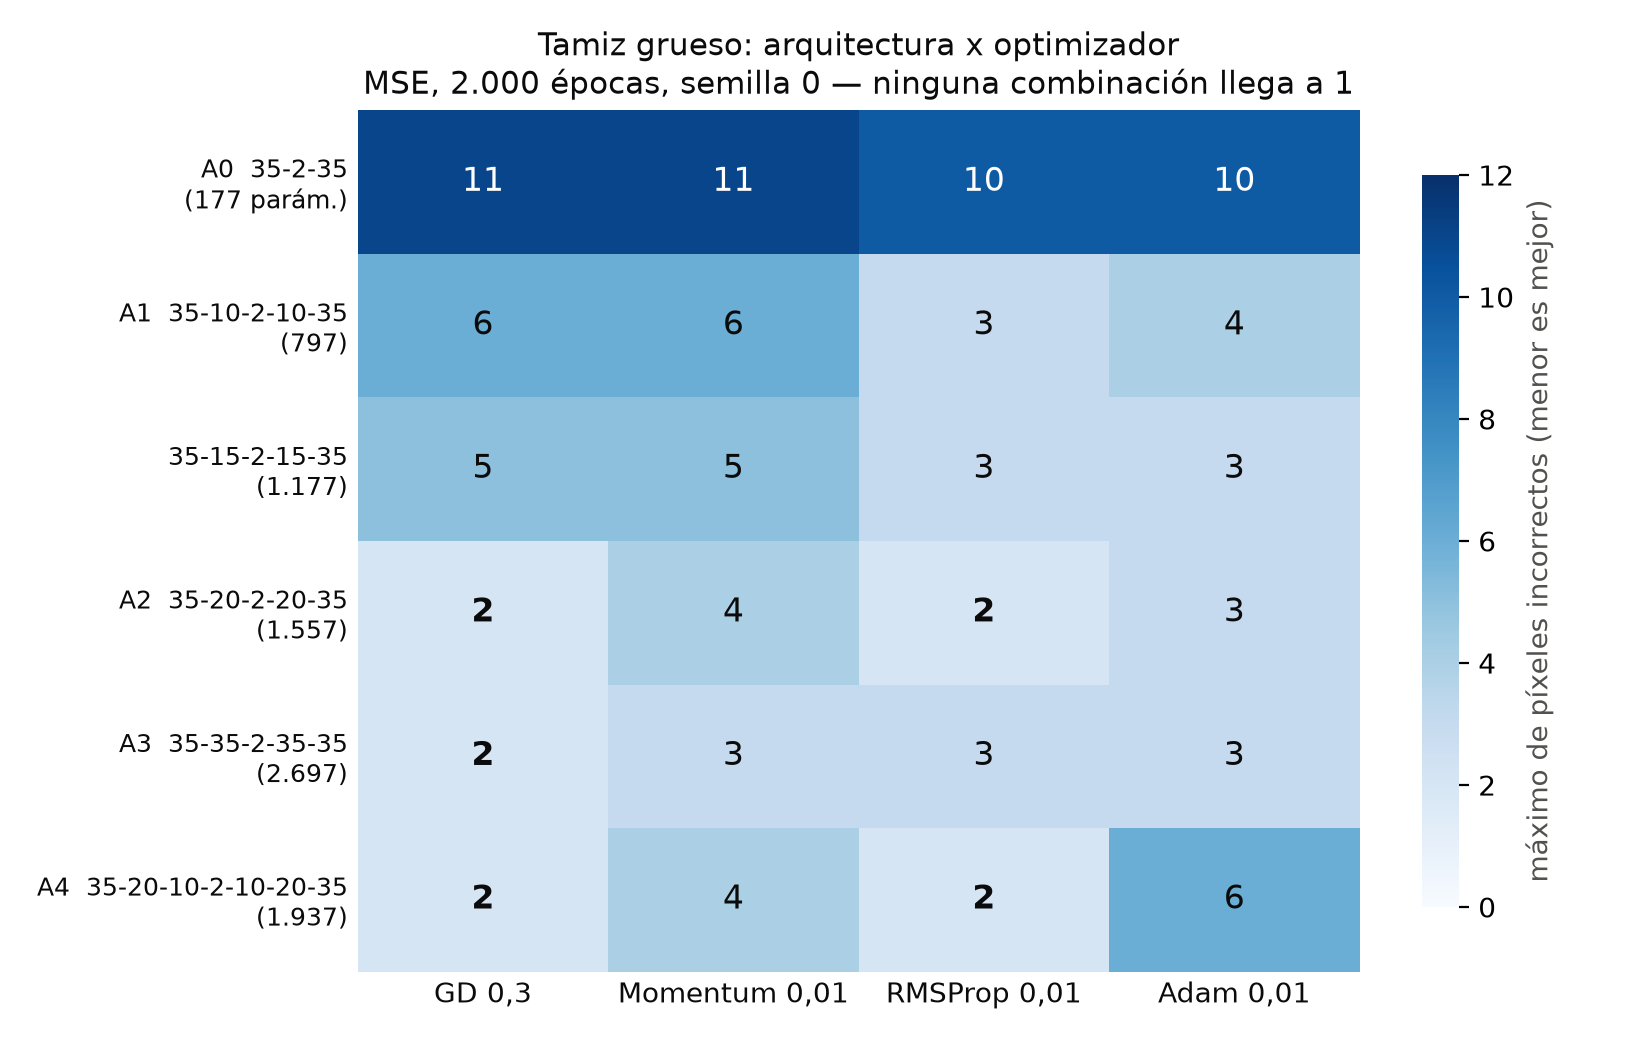 Tamiz grueso: arquitectura x optimizador
MSE, 2.000 épocas, semilla 0 — ninguna combinación llega a 1
A0 35-2-35
(177 parám.)
11 11 10 10
A1 35-10-2-10-35
(797)
6 6 3 4
35-15-2-15-35
(1.177)
5 5 3 3
A2 35-20-2-20-35
(1.557)
2 4 2 3
A3 35-35-2-35-35
(2.697)
2 3 3 3
A4 35-20-10-2-10-20-35
(1.937)
2 4 2 6
GD 0,3 Momentum 0,01 RMSProp 0,01 Adam 0,01
12
10
8
6
4
2
0
máximo de píxeles incorrectos (menor es mejor)